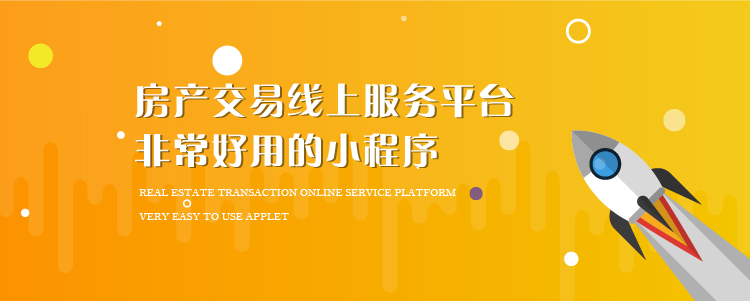 房产交易线上服务平台
非常好用的小程序
REAL ESTATE TRANSACTION ONLINE SERVICE PLATFORM
VERY EASY TO USE APPLET